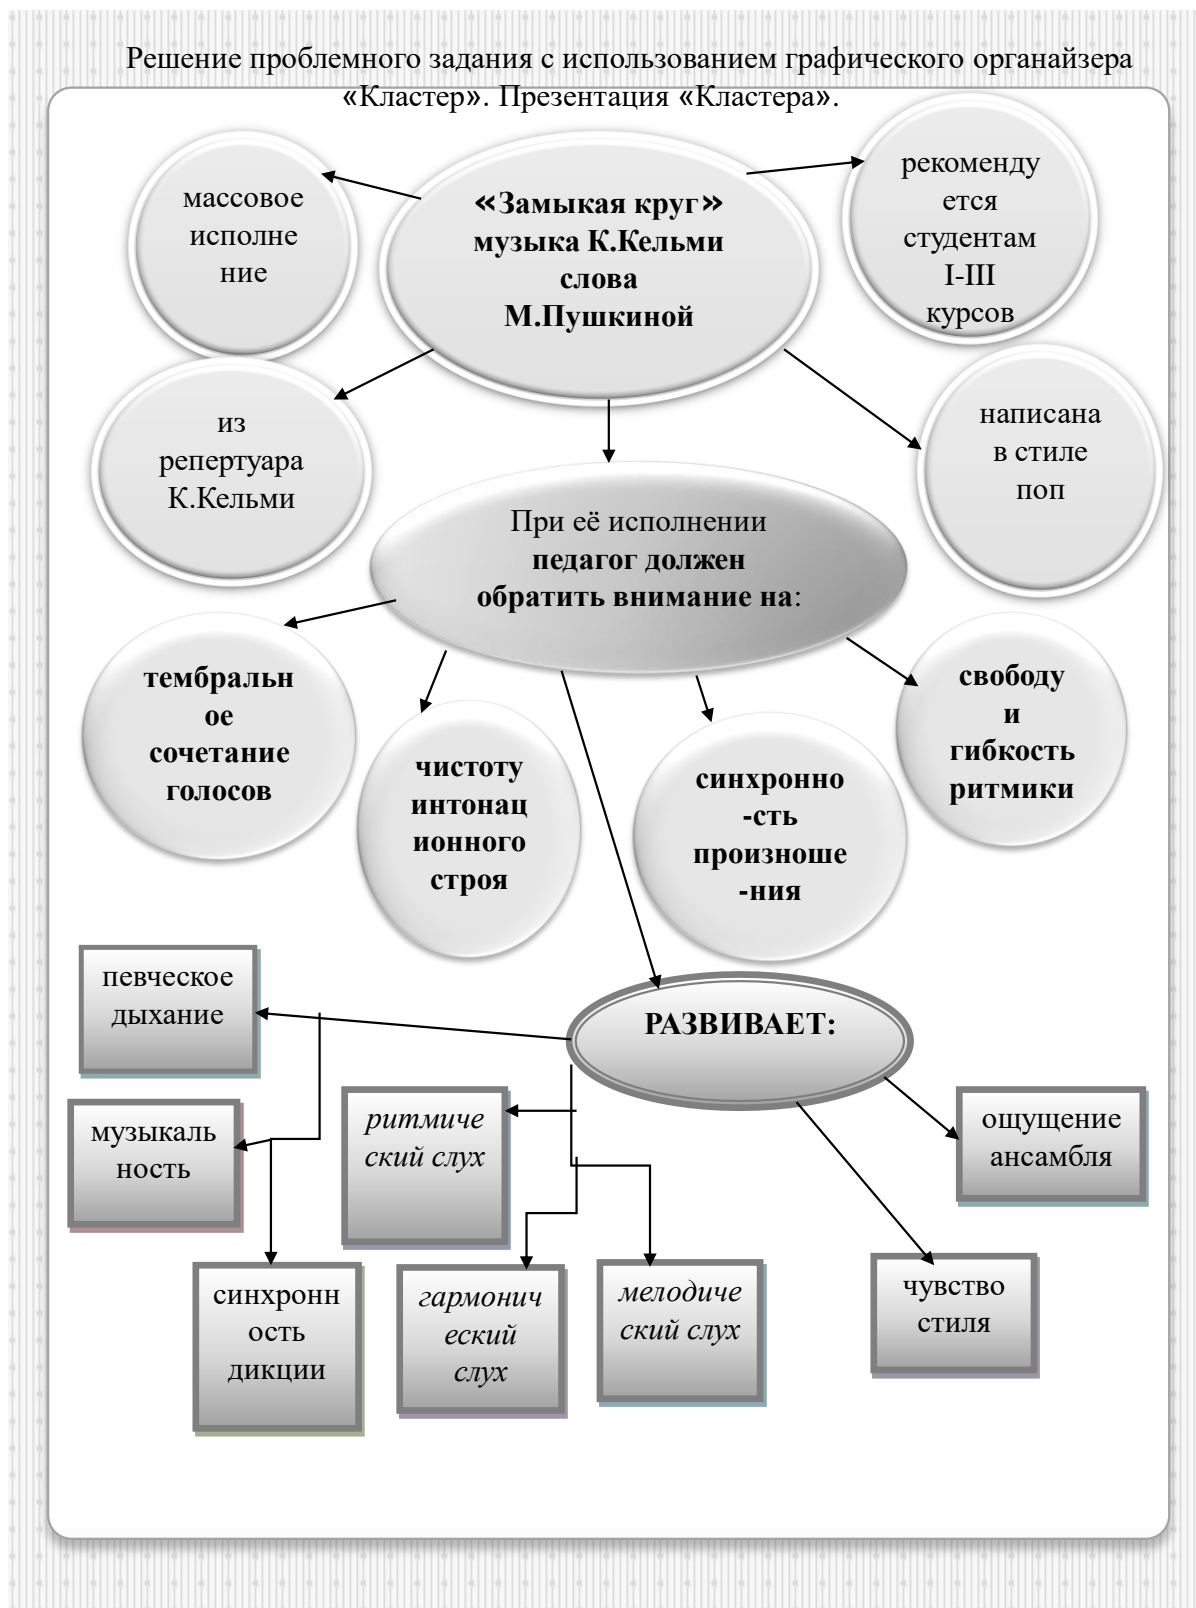 Решение проблемного задания с использованием графического органайзера
«Кластер». Презентация «Кластера».
массовое
исполне
ние
«Замыкая круг»
музыка К.Кельми
слова
М.Пушкиной
рекоменду
ется
студентам
I-III
курсов
из
репертуара
К.Кельми
написана
в стиле
поп
При её исполнении
педагог должен
обратить внимание на:
тембральн
ое
сочетание
голосов
чистоту
интонац
ионного
строя
синхронно
-сть
произноше
-ния
свободу
и
гибкость
ритмики
певческое
дыхание
РАЗВИВАЕТ:
музыкаль
ность
ритмиче
ский слух
ощущение
ансамбля
синхронн
ость
дикции
гармонич
еский
слух
мелодиче
ский слух
чувство
стиля